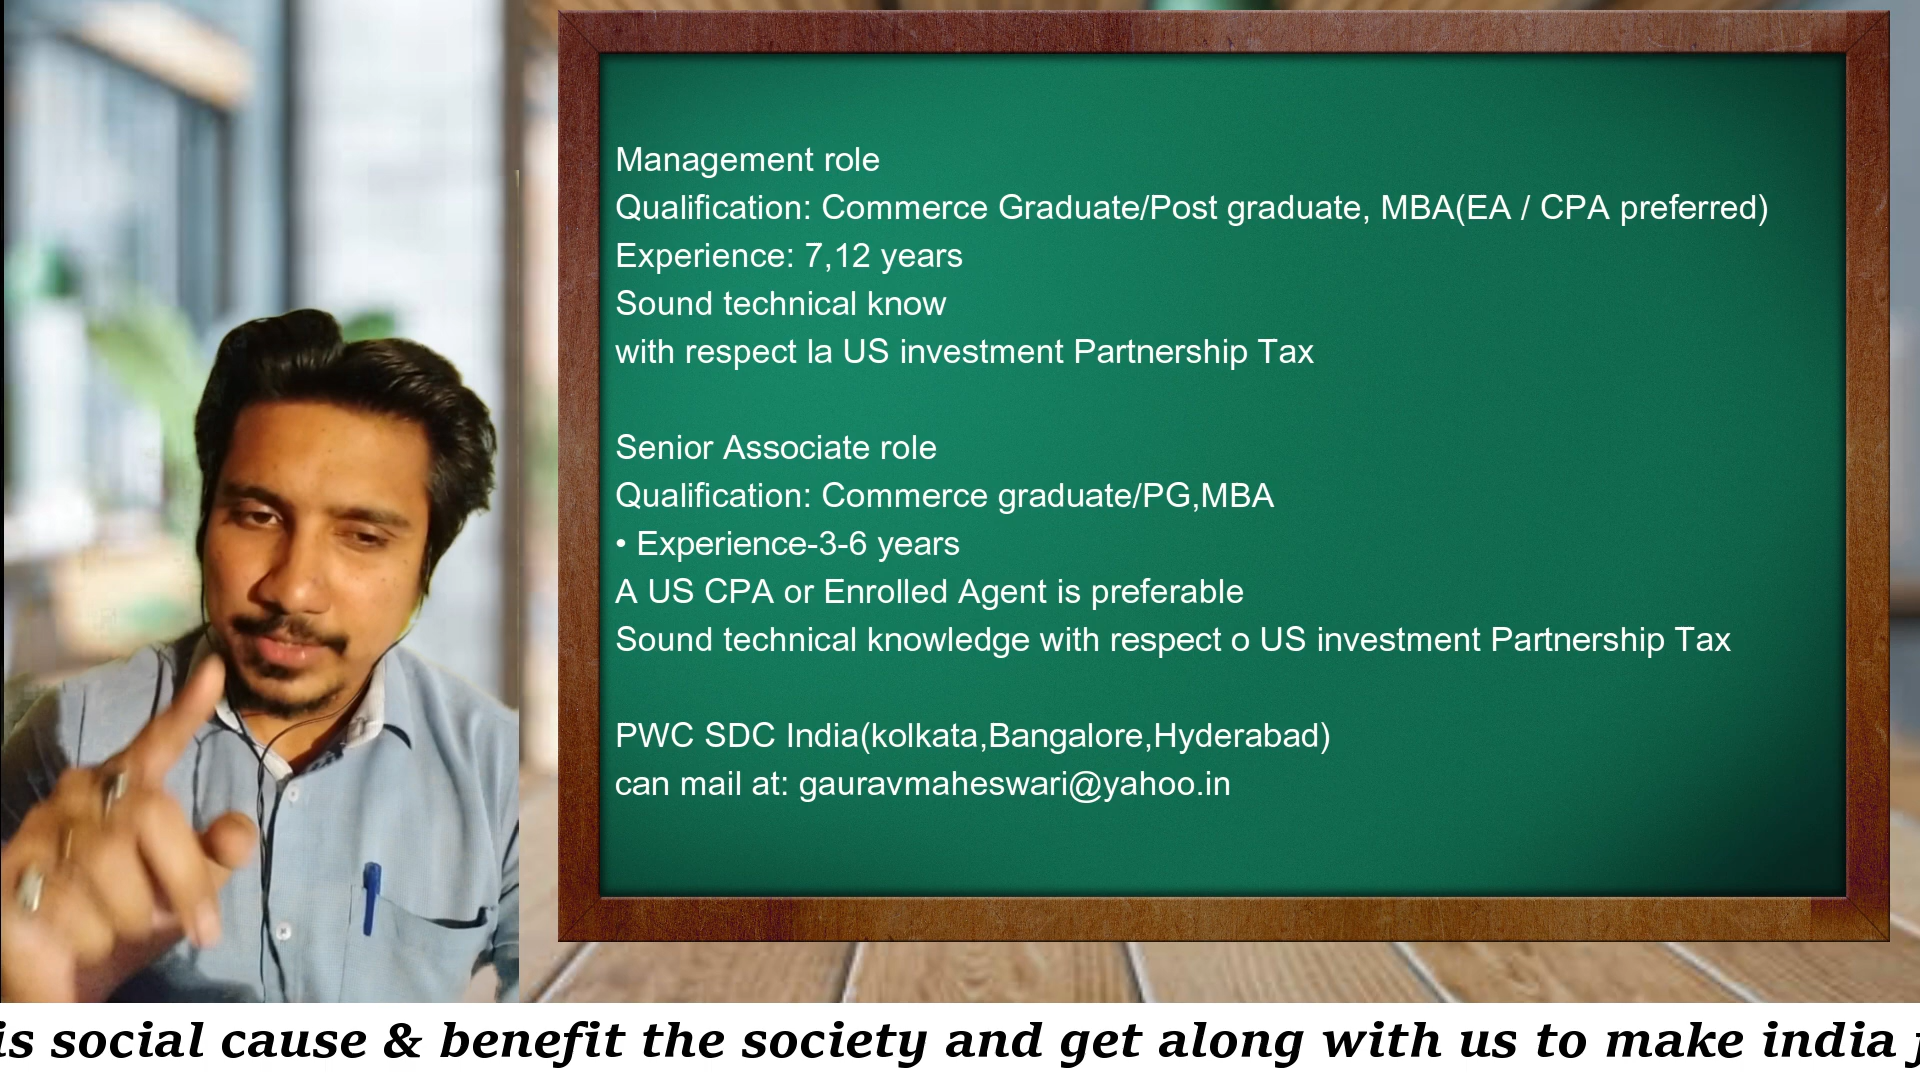 Management role
Qualification: Commerce Graduate/Post graduate, MBA(EA / CPA preferred)
Experience: 7,12 years
Sound technical know
with respect la US investment Partnership Tax
Senior Associate role
Qualification: Commerce graduate/PG,MBA
• Experience-3-6 years
A US CPA or Enrolled Agent is preferable
Sound technical knowledge with respect o US investment Partnership Tax
PWC SDC India(kolkata,Bangalore,Hyderabad)
can mail at: gauravmaheswari@yahoo.in
is social cause & benefit the society and get along with us to make india